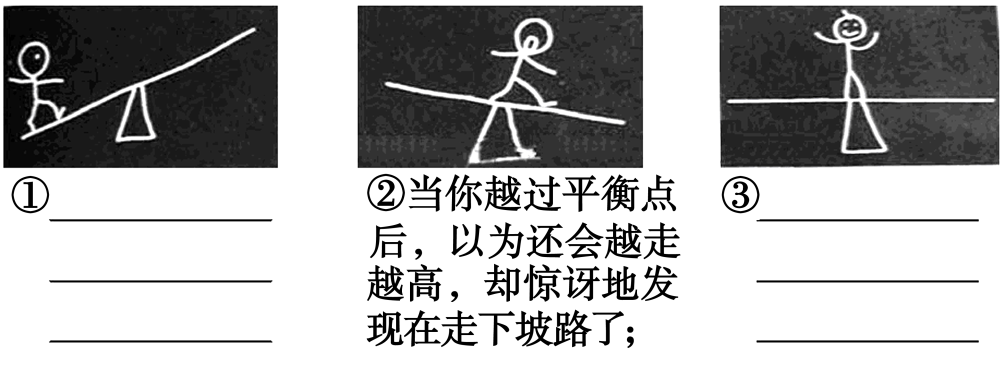 ①
②当你越过平衡点
后，以为还会越走
越高，却惊讶地发
现在走下坡路了；
③